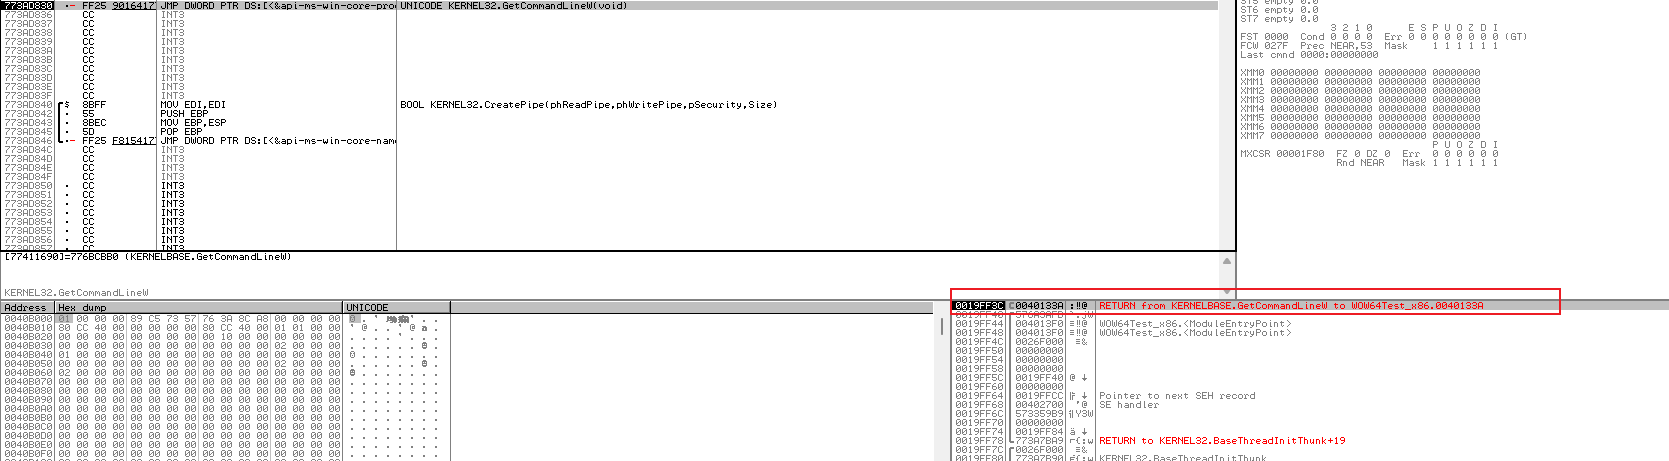 773AD830 FF25 9016417 JMP DWORD PTR DS:[<&api-ms-win-core-pro UNICODE KERNEL32.GetCommandLineW(void)
773AD836 CC INT3
773AD837 CC INT3
773AD838 CC INT3
773AD839 CC INT3
773AD83A CC INT3
773AD83B CC INT3
773AD83C CC INT3
773AD83D CC INT3
773AD83E CC INT3
773AD83F CC INT3
773AD840 $ 8BFF MOV EDI,EDI BOOL KERNEL32.CreatePipe(phReadPipe,phWritePipe,pSecurity,Size)
773AD842 55 PUSH EBP
773AD843 8BEC MOV EBP,ESP
773AD845 5D POP EBP
773AD846 FF25 F815417 JMP DWORD PTR DS:[<&api-ms-win-core-nam
773AD84C CC INT3
773AD84D CC INT3
773AD84E CC INT3
773AD84F CC INT3
773AD850 CC INT3
773AD851 CC INT3
773AD852 CC INT3
773AD853 CC INT3
773AD854 CC INT3
773AD855 CC INT3
773AD856 CC INT3
773AD857 CC INT3
[77411690]=776BCBB0 (KERNELBASE.GetCommandLineW)
KERNEL32.GetCommandLineW
ST5 empty 0.0
ST6 empty 0.0
ST7 empty 0.0
3 2 1 0 E S P U O Z D I
FST 0000 Cond 0 0 0 0 Err 0 0 0 0 0 0 0 0 (GT)
FCW 027F Prec NEAR,53 Mask 1 1 1 1 1 1
Last cmnd 0000:00000000
XMM0 00000000 00000000 00000000 00000000
XMM1 00000000 00000000 00000000 00000000
XMM2 00000000 00000000 00000000 00000000
XMM3 00000000 00000000 00000000 00000000
XMM4 00000000 00000000 00000000 00000000
XMM5 00000000 00000000 00000000 00000000
XMM6 00000000 00000000 00000000 00000000
XMM7 00000000 00000000 00000000 00000000
P U O Z D I
MXCSR 00001F80 FZ 0 DZ 0 Err 0 0 0 0 0 0
Rnd NEAR Mask 1 1 1 1 1 1
Address Hex dump UNICODE
0040B000 01 00 00 00 89 C5 73 57 76 3A 8C A8 00 00 00 00
0040B010 80 CC 40 00 00 00 00 00 80 CC 40 00 01 01 00 00
0040B020 00 00 00 00 00 00 00 00 00 10 00 00 00 00 00 00
0040B030 00 00 00 00 00 00 00 00 00 00 00 00 02 00 00 00
0040B040 01 00 00 00 00 00 00 00 00 00 00 00 00 00 00 00
0040B050 00 00 00 00 00 00 00 00 00 00 00 00 02 00 00 00
0040B060 02 00 00 00 00 00 00 00 00 00 00 00 00 00 00 00
0040B070 00 00 00 00 00 00 00 00 00 00 00 00 00 00 00 00
0040B080 00 00 00 00 00 00 00 00 00 00 00 00 00 00 00 00
0040B090 00 00 00 00 00 00 00 00 00 00 00 00 00 00 00 00
0040B0A0 00 00 00 00 00 00 00 00 00 00 00 00 00 00 00 00
0040B0B0 00 00 00 00 00 00 00 00 00 00 00 00 00 00 00 00
0040B0C0 00 00 00 00 00 00 00 00 00 00 00 00 00 00 00 00
0040B0D0 00 00 00 00 00 00 00 00 00 00 00 00 00 00 00 00
0040B0E0 00 00 00 00 00 00 00 00 00 00 00 00 00 00 00 00
0040B0F0 00 00 00 00 00 00 00 00 00 00 00 00 00 00 00 00
0019FF3C 0040133A :‼@ RETURN from KERNELBASE.GetCommandLineW to WOW64Test_x86.0040133A
0019FF40
0019FF44 004013F0 ≡‼@ WOW64Test_x86.<ModuleEntryPoint>
0019FF48 004013F0 ≡‼@ WOW64Test_x86.<ModuleEntryPoint>
0019FF4C 0026F000 ≡&
0019FF50 00000000
0019FF54 00000000
0019FF58 00000000
0019FF5C 0019FF40 @ ↓
0019FF60 00000000
0019FF64 0019FFCC ╠ ↓ Pointer to next SEH record
0019FF68 00402700 '@ SE handler
0019FF6C 573359B9 ╣Y3W
0019FF70 00000000
0019FF74 0019FF84 ä ↓
0019FF78 773A7BA9 ⌐{:w RETURN to KERNEL32.BaseThreadInitThunk+19
0019FF7C 0026F000 ≡&
0019FF80 773A7B90 É{:w KERNEL32.BaseThreadInitThunk